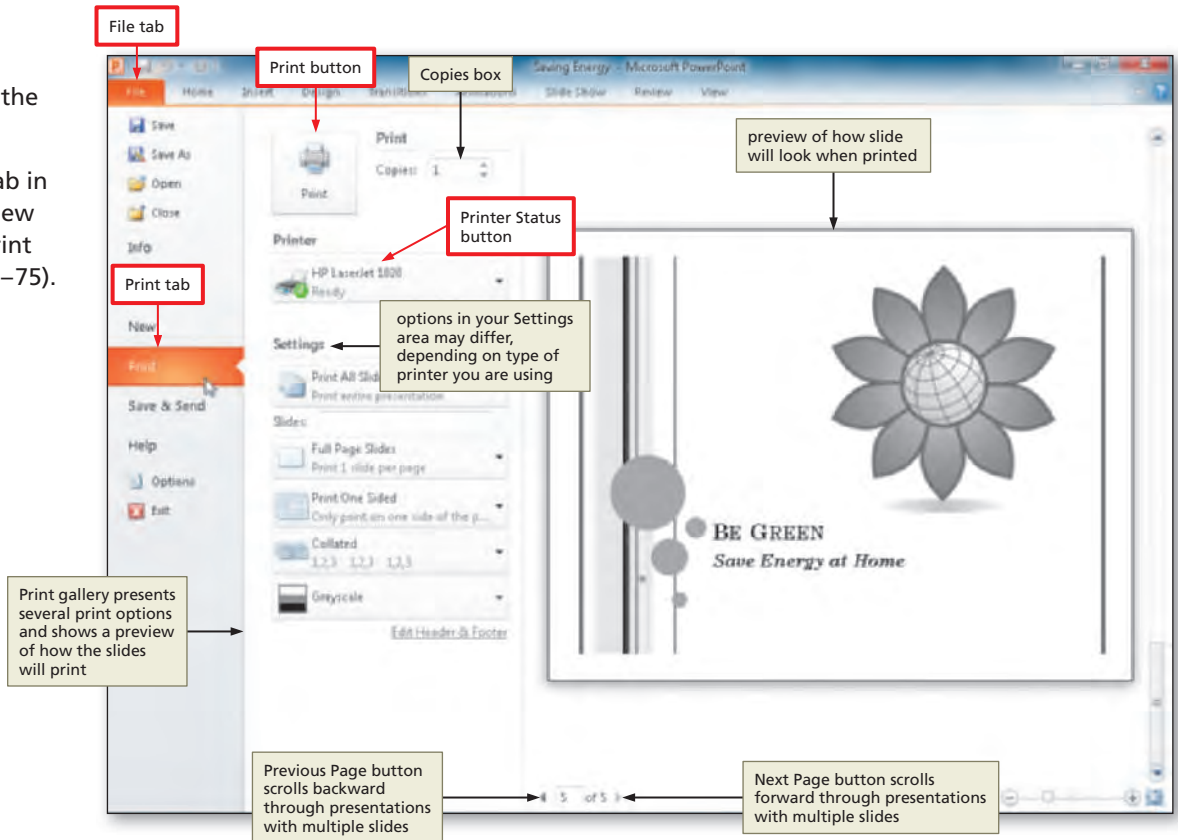 File tab
the
ab in
ew
rint
–75).
Print button
Copies box
Saving Energy - Microsoft PowerPoint
File Home Insert Design Transitions Animations Slide Show Review View
Save
Save As
Open
Close
Info
Print tab
New
Print
Save & Send
Help
Options
Exit
Print
Print
Copies: 1
Printer
Printer Status
button
HP LaserJet 1020
Ready
options in your Settings
area may differ,
depending on type of
printer you are using
Settings
Print All Slid
Print entire presentation
Slides:
Full Page Slides
Print 1 slide per page
Print One Sided
Only print on one side of the p...
Collated
1,2,3 1,2,3 1,2,3
Greyscale
Edit Header & Footer
preview of how slide
will look when printed
BE GREEN
Save Energy at Home
Print gallery presents
several print options
and shows a preview
of how the slides
will print
Previous Page button
scrolls backward
through presentations
with multiple slides
5 of 5
Next Page button scrolls
forward through presentations
with multiple slides